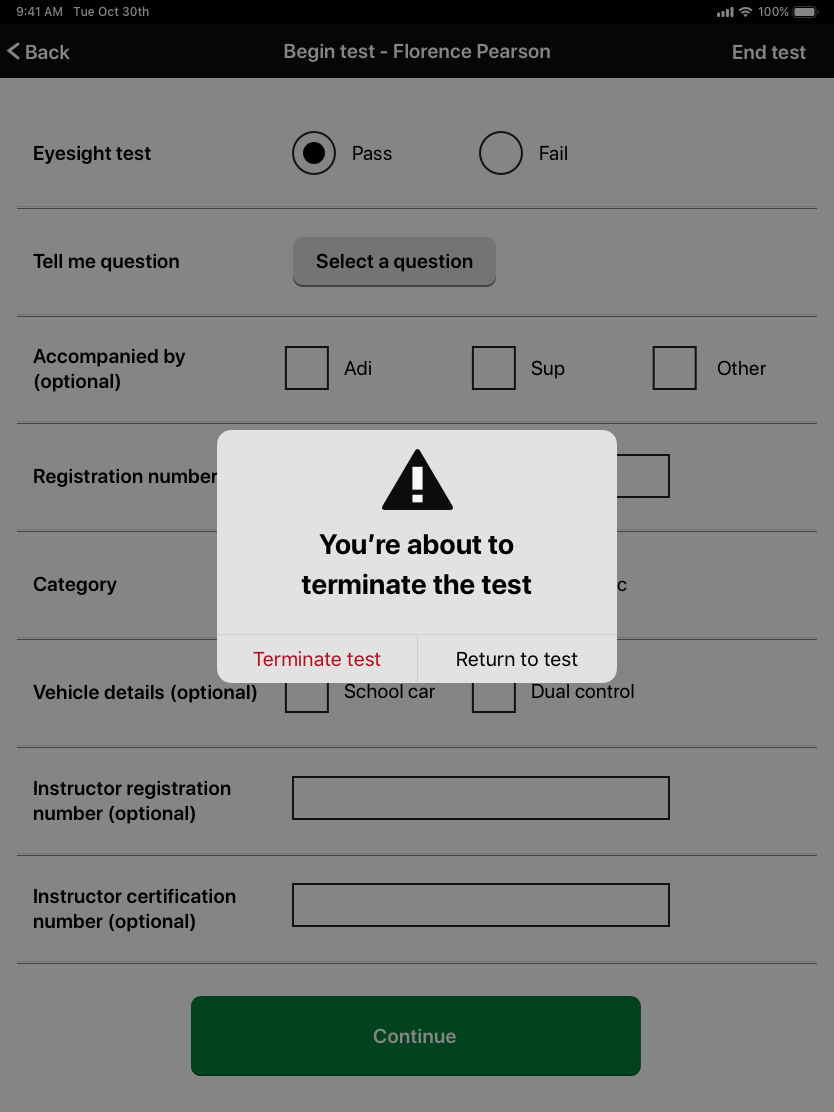 9:41 AM Tue Oct 30th 100%
Back Begin test - Florence Pearson End test
Eyesight test Pass Fail
Tell me question Select a question
Accompanied by
(optional) Adi Sup Other
Registration number
You’re about to
terminate the test
Category c
Terminate test Return to test
Vehicle details (optional) School car Dual control
Instructor registration
number (optional)
Instructor certification
number (optional)
Continue